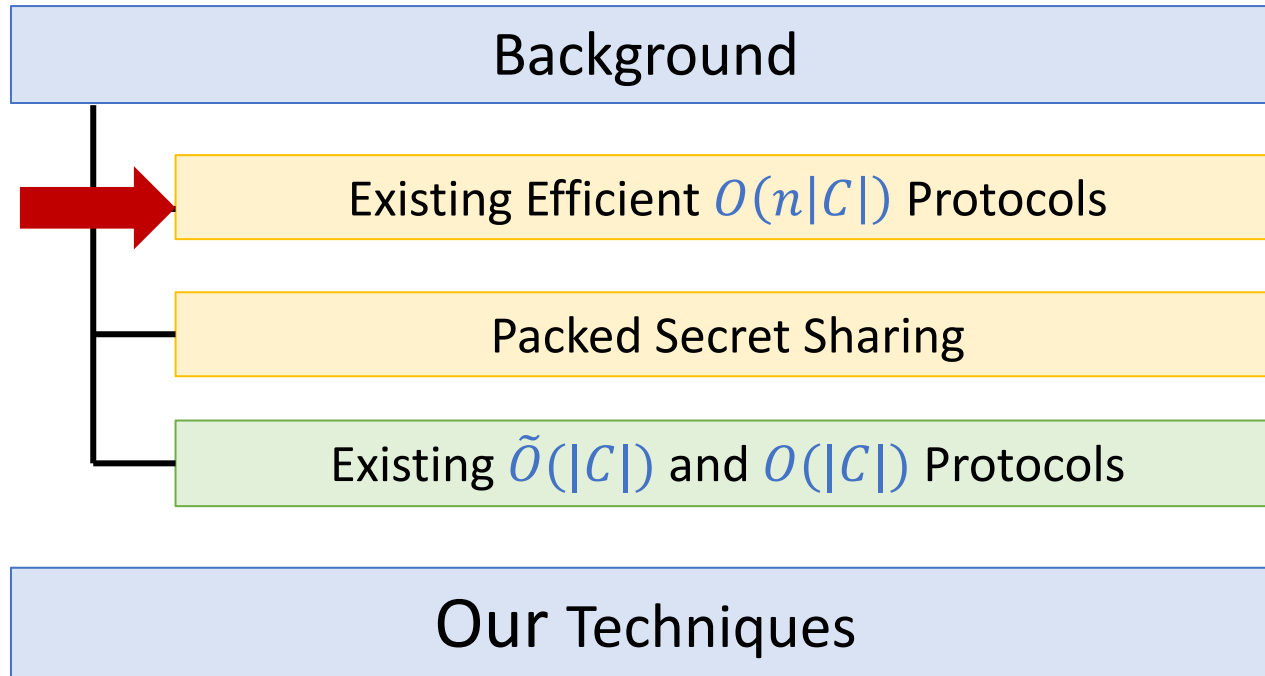 Background
Existing Efficient O(n|C|) Protocols
Packed Secret Sharing
Existing Õ(|C|) and O(|C|) Protocols
Our Techniques